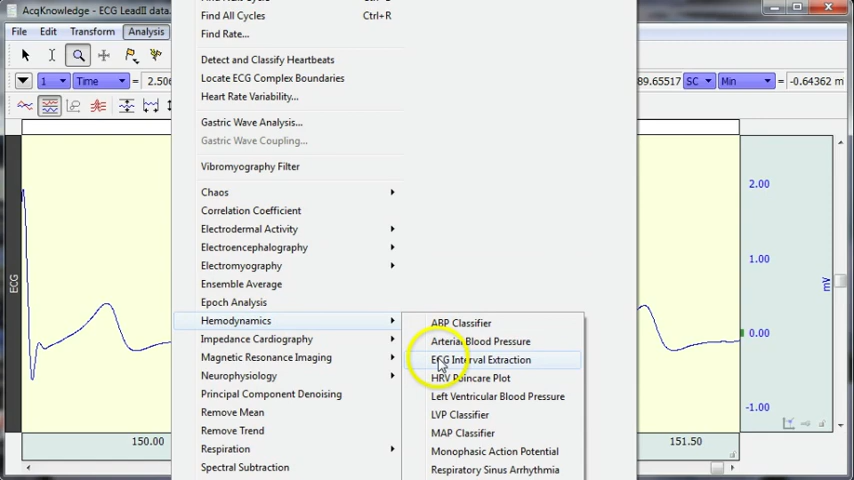 AcqKnowledge - ECG LeadII data.
File Edit Transform Analysis
1 Time = 2.506
89.65517 SC Min = -0.64362 m
Find All Cycles Ctrl+R
Find Rate...
Detect and Classify Heartbeats
Locate ECG Complex Boundaries
Heart Rate Variability...
Gastric Wave Analysis...
Gastric Wave Coupling...
Vibromyography Filter
Chaos
Correlation Coefficient
Electrodermal Activity
Electroencephalography
Electromyography
Ensemble Average
Epoch Analysis
Hemodynamics
Impedance Cardiography
Magnetic Resonance Imaging
Neurophysiology
Principal Component Denoising
Remove Mean
Remove Trend
Respiration
Spectral Subtraction
ABP Classifier
Arterial Blood Pressure
ECG Interval Extraction
HRV Poincare Plot
Left Ventricular Blood Pressure
LVP Classifier
MAP Classifier
Monophasic Action Potential
Respiratory Sinus Arrhythmia
ECG
2.00
1.00
0.00
-1.00
mV
150.00
151.50